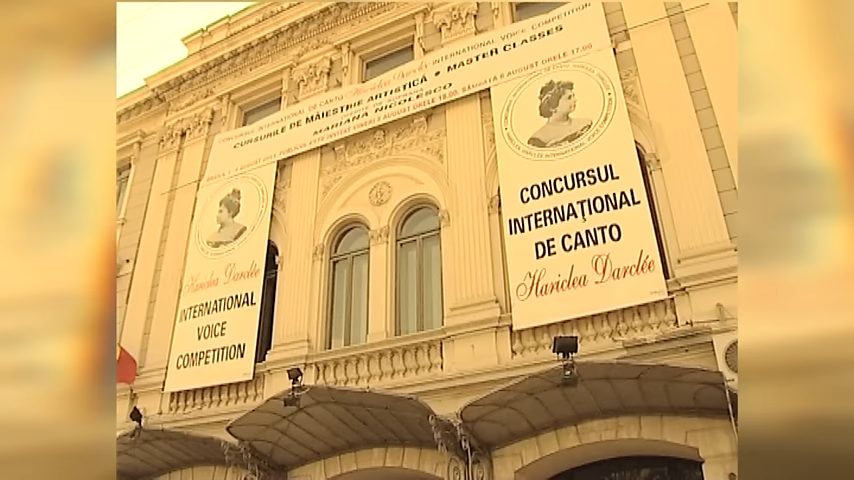 CONCURSUL INTERNAȚIONAL DE CANTO Hariclea Darclée INTERNATIONAL VOICE COMPETITION
CURSURILE DE MĂIESTRIE ARTISTICĂ • MASTER CLASSES
MARIANA NICOLESCO
Hariclea Darclée
INTERNATIONAL
VOICE
COMPETITION
CONCURSUL
INTERNAŢIONAL
DE CANTO
Hariclea Darclée